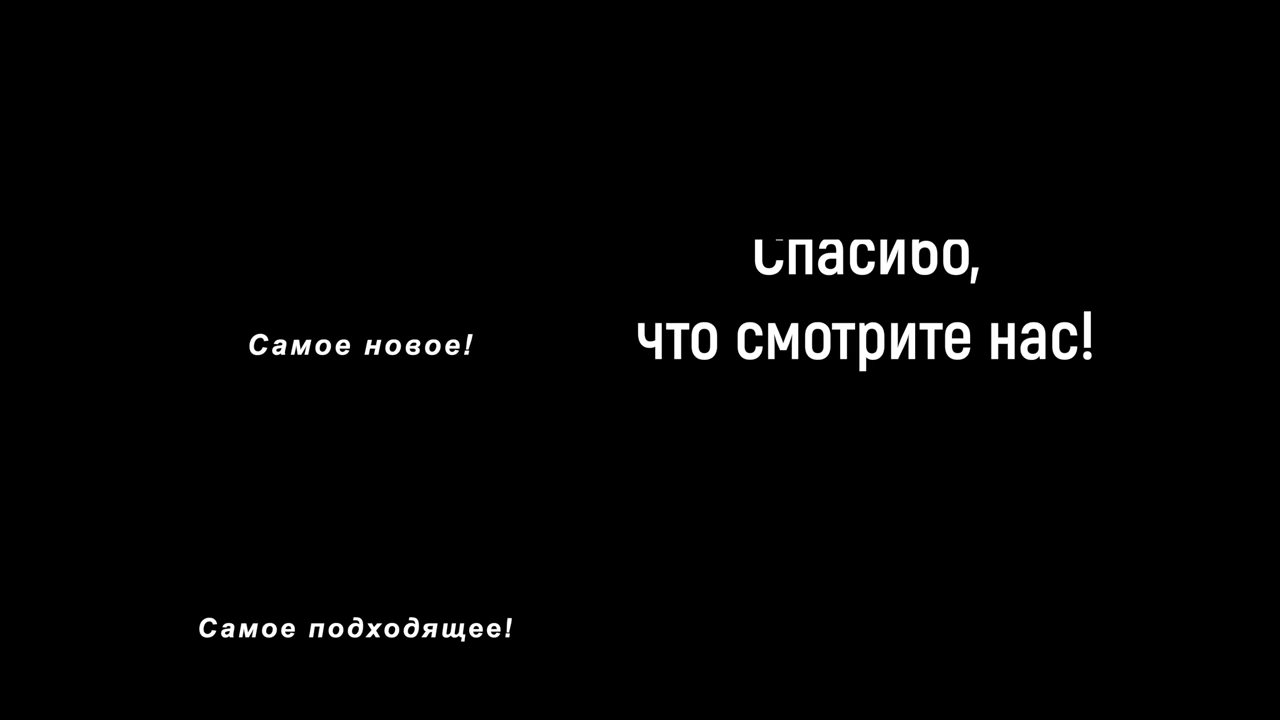 Спасибо,
что смотрите нас!
Самое новое!
Самое подходящее!